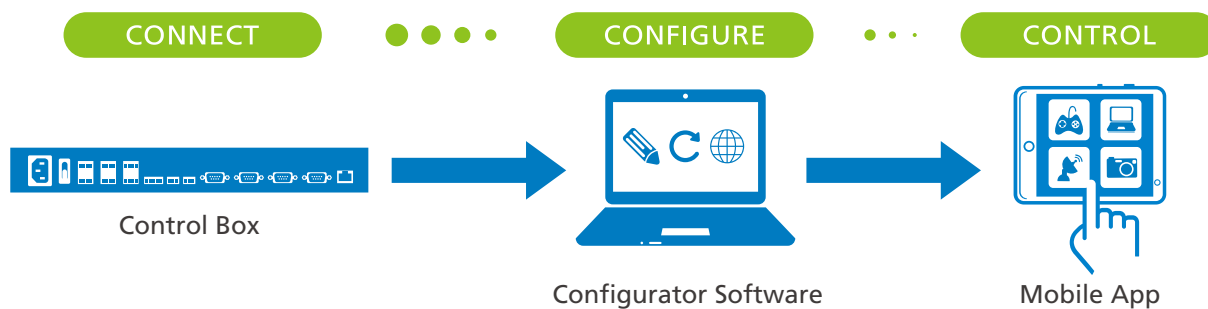 CONNECT
CONFIGURE
CONTROL
Control Box
Configurator Software
Mobile App